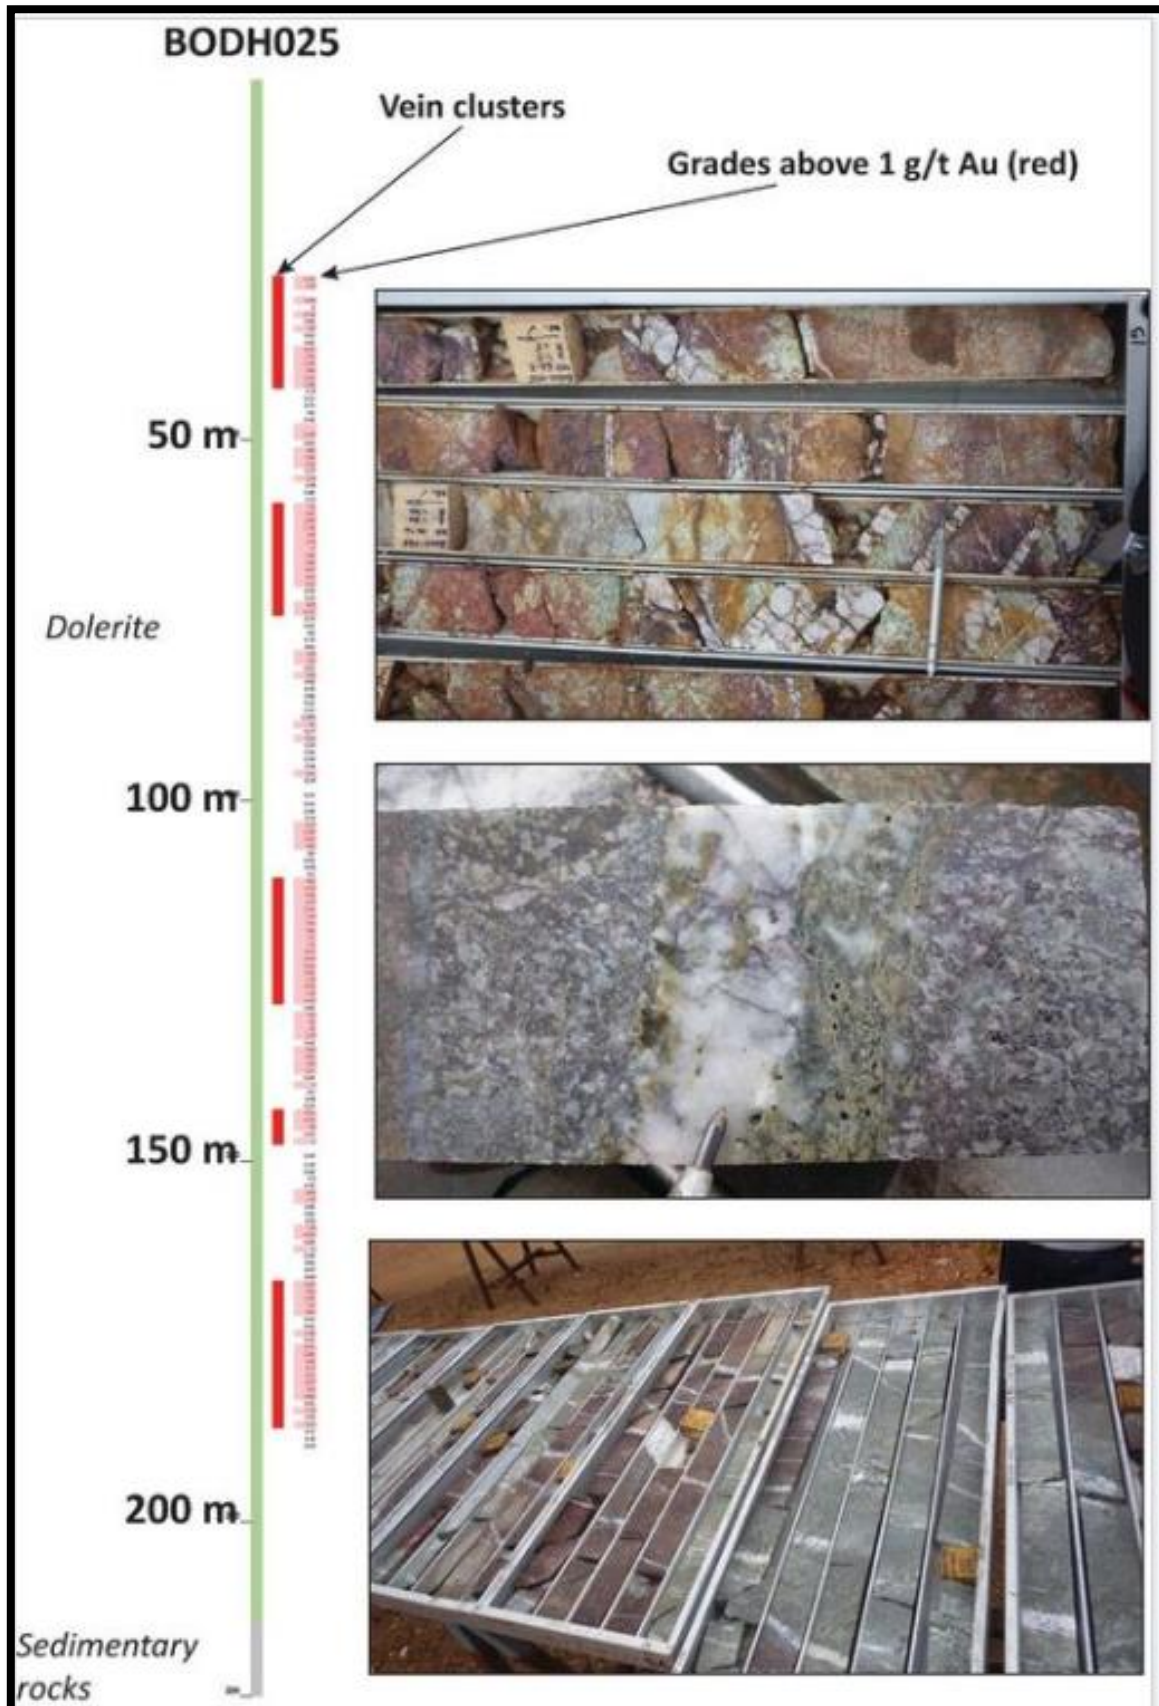 BODH025
Vein clusters
Grades above 1 g/t Au (red)
50 m
Dolerite
100 m
150 m
200 m
Sedimentary
rocks